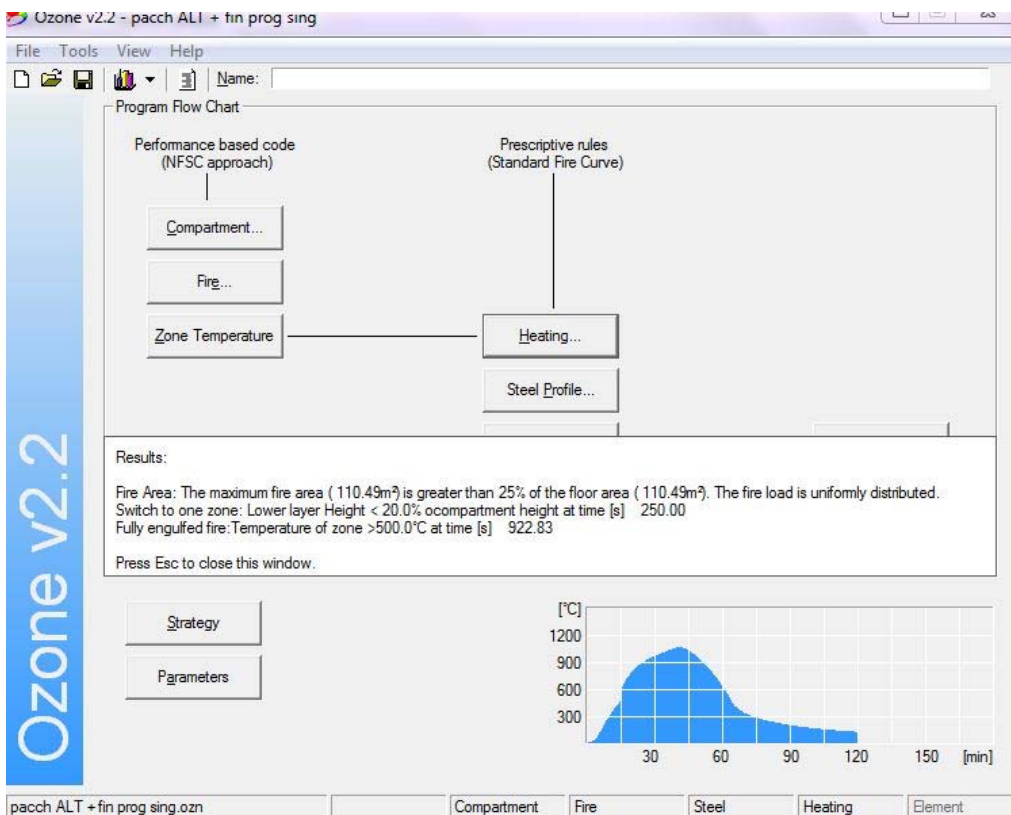 Ozone v2.2 - pacch ALT + fin prog sing
File Tools View Help
Name:
Program Flow Chart
Performance based code
(NFSC approach)
Prescriptive rules
(Standard Fire Curve)
Compartment...
Fire...
Zone Temperature
Heating...
Steel Profile...
Results:
Fire Area: The maximum fire area ( 110.49m²) is greater than 25% of the floor area ( 110.49m²). The fire load is uniformly distributed.
Switch to one zone: Lower layer Height < 20.0% ocompartment height at time [s] 250.00
Fully engulfed fire:Temperature of zone >500.0°C at time [s] 922.83
Press Esc to close this window.
Strategy
Parameters
[°C]
1200
900
600
300
30 60 90 120 150 [min]
Ozone v2.2
pacch ALT + fin prog sing.ozn Compartment Fire Steel Heating Element